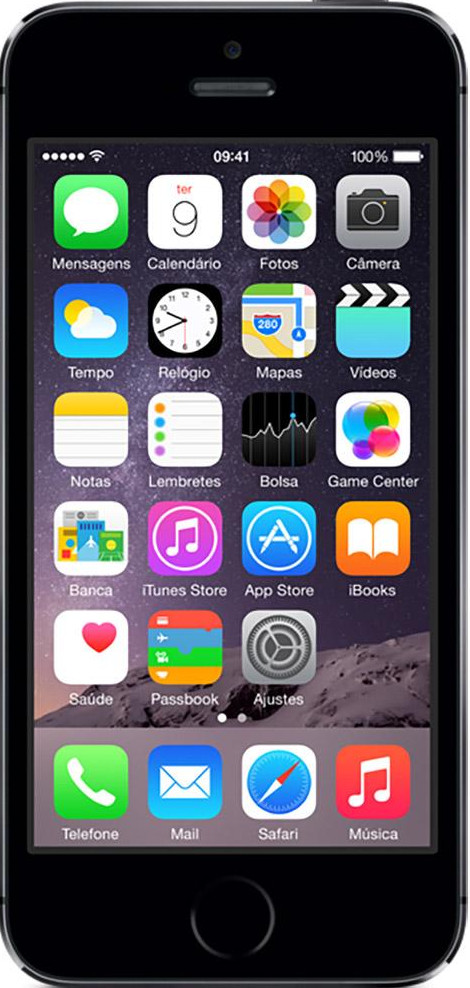 09:41 100%
ter
9
Mensagens Calendário Fotos Câmera
280
Tempo Relógio Mapas Vídeos
Notas Lembretes Bolsa Game Center
Banca iTunes Store App Store iBooks
Saúde Passbook Ajustes
Telefone Mail Safari Música